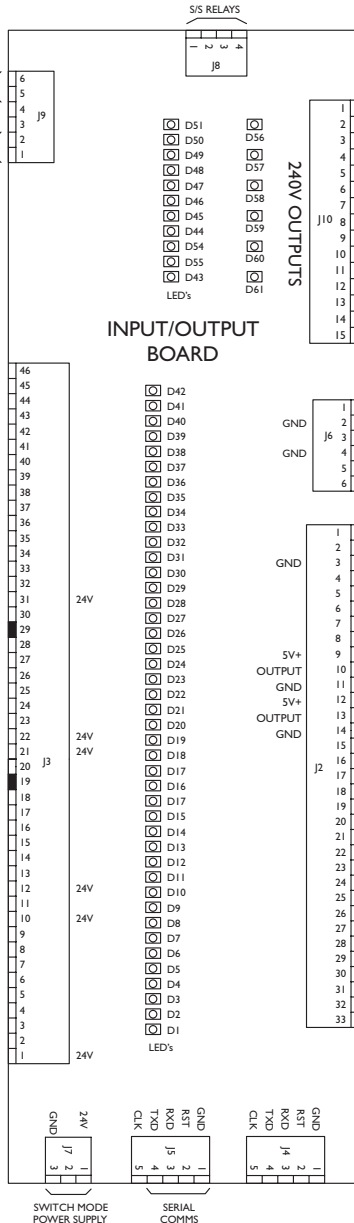 S/S RELAYS
1 2 3 4
J8
6
5
4
3
2
1
J9
D51
D50
D49
D48
D47
D46
D45
D44
D54
D55
D43
LED's
D56
D57
D58
D59
D60
D61
240V OUTPUTS
J10
1
2
3
4
5
6
7
8
9
10
11
12
13
14
15
INPUT/OUTPUT
BOARD
46
45
44
43
42
41
40
39
38
37
36
35
34
33
32
31 24V
30
29
28
27
26
25
24
23
22 24V
21 24V
20
19
18
17
16
15
14
13
12 24V
11
10 24V
9
8
7
6
5
4
3
2
1 24V
J3
D42
D41
D40
D39
D38
D37
D36
D35
D34
D33
D32
D31
D30
D29
D28
D27
D26
D25
D24
D23
D22
D21
D20
D19
D18
D17
D16
D17
D15
D14
D13
D12
D11
D10
D9
D8
D7
D6
D5
D4
D3
D2
D1
LED's
J6
1
GND 2
3
GND 4
5
6
J2
1
2
GND 3
4
5
6
7
8
5V+ 9
OUTPUT 10
GND 11
5V+ 12
OUTPUT 13
GND 14
15
16
17
18
19
20
21
22
23
24
25
26
27
28
29
30
31
32
33
GND 24V
J7
3 2 1
SWITCH MODE
POWER SUPPLY
CLK TXD RXD RST GND
J5
5 4 3 2 1
SERIAL
COMMS
CLK TXD RXD RST GND
J4
5 4 3 2 1